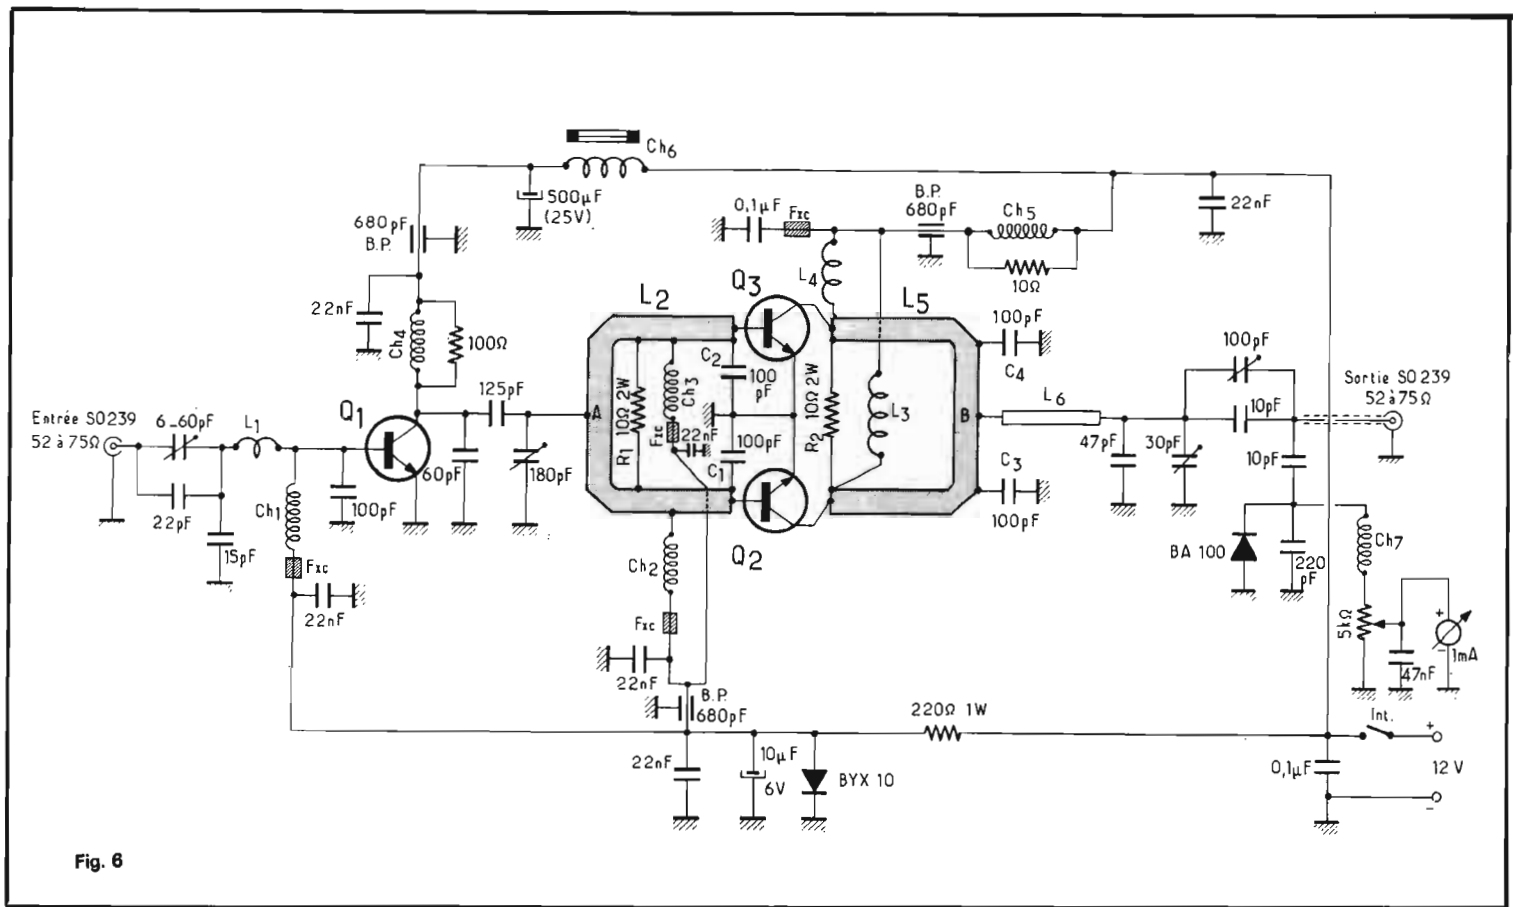 Ch6
500µF
(25V)
680pF
B.P.
22nF
Ch4
100Ω
0,1µF
Fxc
B.P.
680pF
Ch5
10Ω
22nF
L4
Q3
L2
L5
100pF
C4
100pF
Sortie SO239
52 à 75Ω
Entrée SO239
52 à 75Ω
6_60pF
L1
Q1
125pF
A
R1
10Ω 2W
Ch3
Fxc
22nF
C2
100
pF
100pF
C1
R2
10Ω 2W
L3
B
L6
10pF
47pF
30pF
10pF
60pF
180pF
22pF
15pF
Ch1
100pF
Fxc
22nF
C3
100pF
Q2
Ch2
Fxc
22nF
B.P.
680pF
BA 100
220
pF
Ch7
5kΩ
+
−
1mA
47nF
220Ω 1W
Int.
+
12 V
−
0,1µF
22nF
10µF
6V
BYX 10
Fig. 6